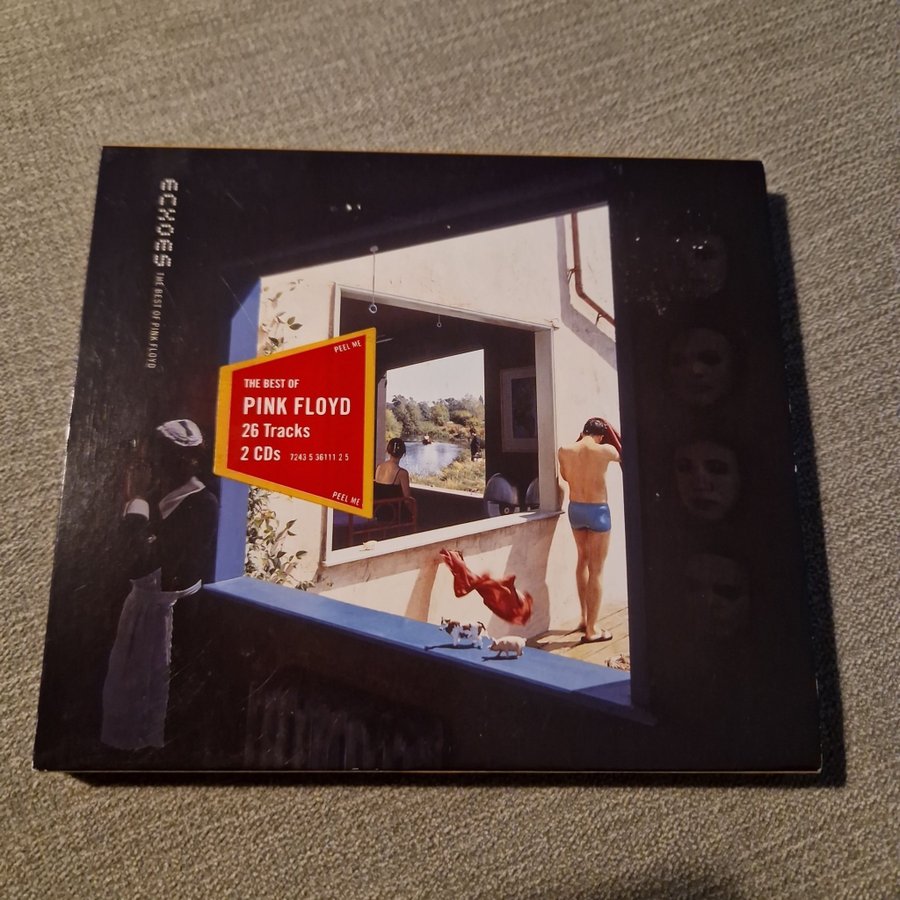 ECHOES
THE BEST OF PINK FLOYD
PEEL ME
THE BEST OF
PINK FLOYD
26 Tracks
2 CDs 7243 5 36111 2 5
PEEL ME